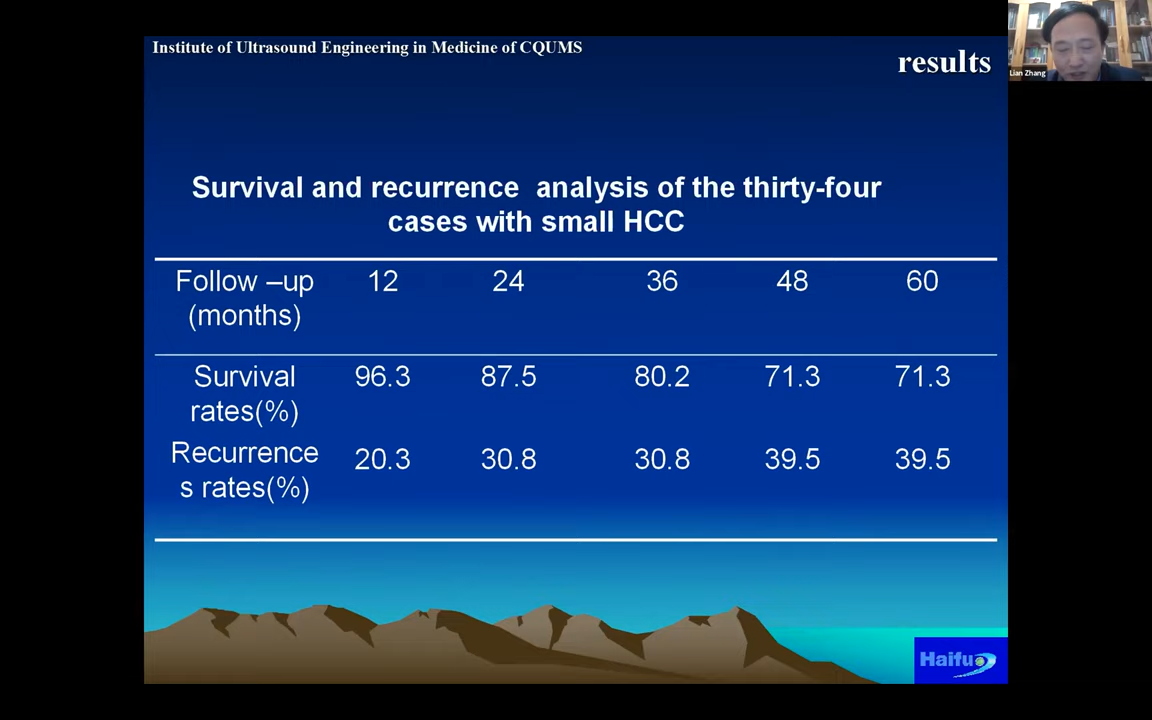 Institute of Ultrasound Engineering in Medicine of CQUMS
results
Lian Zhang
Survival and recurrence analysis of the thirty-four
cases with small HCC
Follow –up 12 24 36 48 60
(months)
Survival 96.3 87.5 80.2 71.3 71.3
rates(%)
Recurrence 20.3 30.8 30.8 39.5 39.5
s rates(%)
Haifu